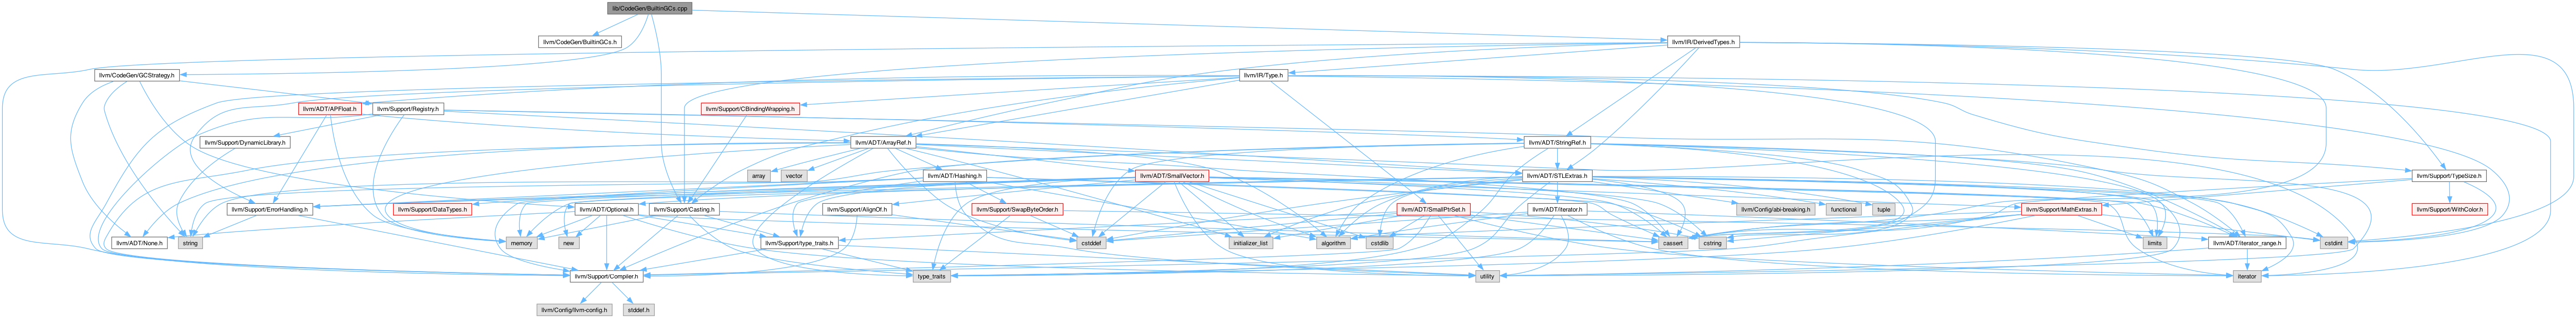 lib/CodeGen/BuiltinGCs.cpp
llvm/CodeGen/BuiltinGCs.h
llvm/IR/DerivedTypes.h
llvm/CodeGen/GCStrategy.h
llvm/IR/Type.h
llvm/ADT/APFloat.h
llvm/Support/Registry.h
llvm/Support/CBindingWrapping.h
llvm/Support/DynamicLibrary.h
llvm/ADT/ArrayRef.h
llvm/ADT/StringRef.h
array
vector
llvm/ADT/Hashing.h
llvm/ADT/SmallVector.h
llvm/ADT/STLExtras.h
llvm/Support/TypeSize.h
llvm/Support/ErrorHandling.h
llvm/Support/DataTypes.h
llvm/ADT/Optional.h
llvm/Support/Casting.h
llvm/Support/AlignOf.h
llvm/Support/SwapByteOrder.h
llvm/ADT/SmallPtrSet.h
llvm/ADT/iterator.h
llvm/Config/abi-breaking.h
functional
tuple
llvm/Support/MathExtras.h
llvm/Support/WithColor.h
llvm/ADT/None.h
string
memory
new
llvm/Support/type_traits.h
cstddef
initializer_list
algorithm
cstdlib
cassert
cstring
limits
llvm/ADT/iterator_range.h
cstdint
llvm/Support/Compiler.h
type_traits
utility
iterator
llvm/Config/llvm-config.h
stddef.h